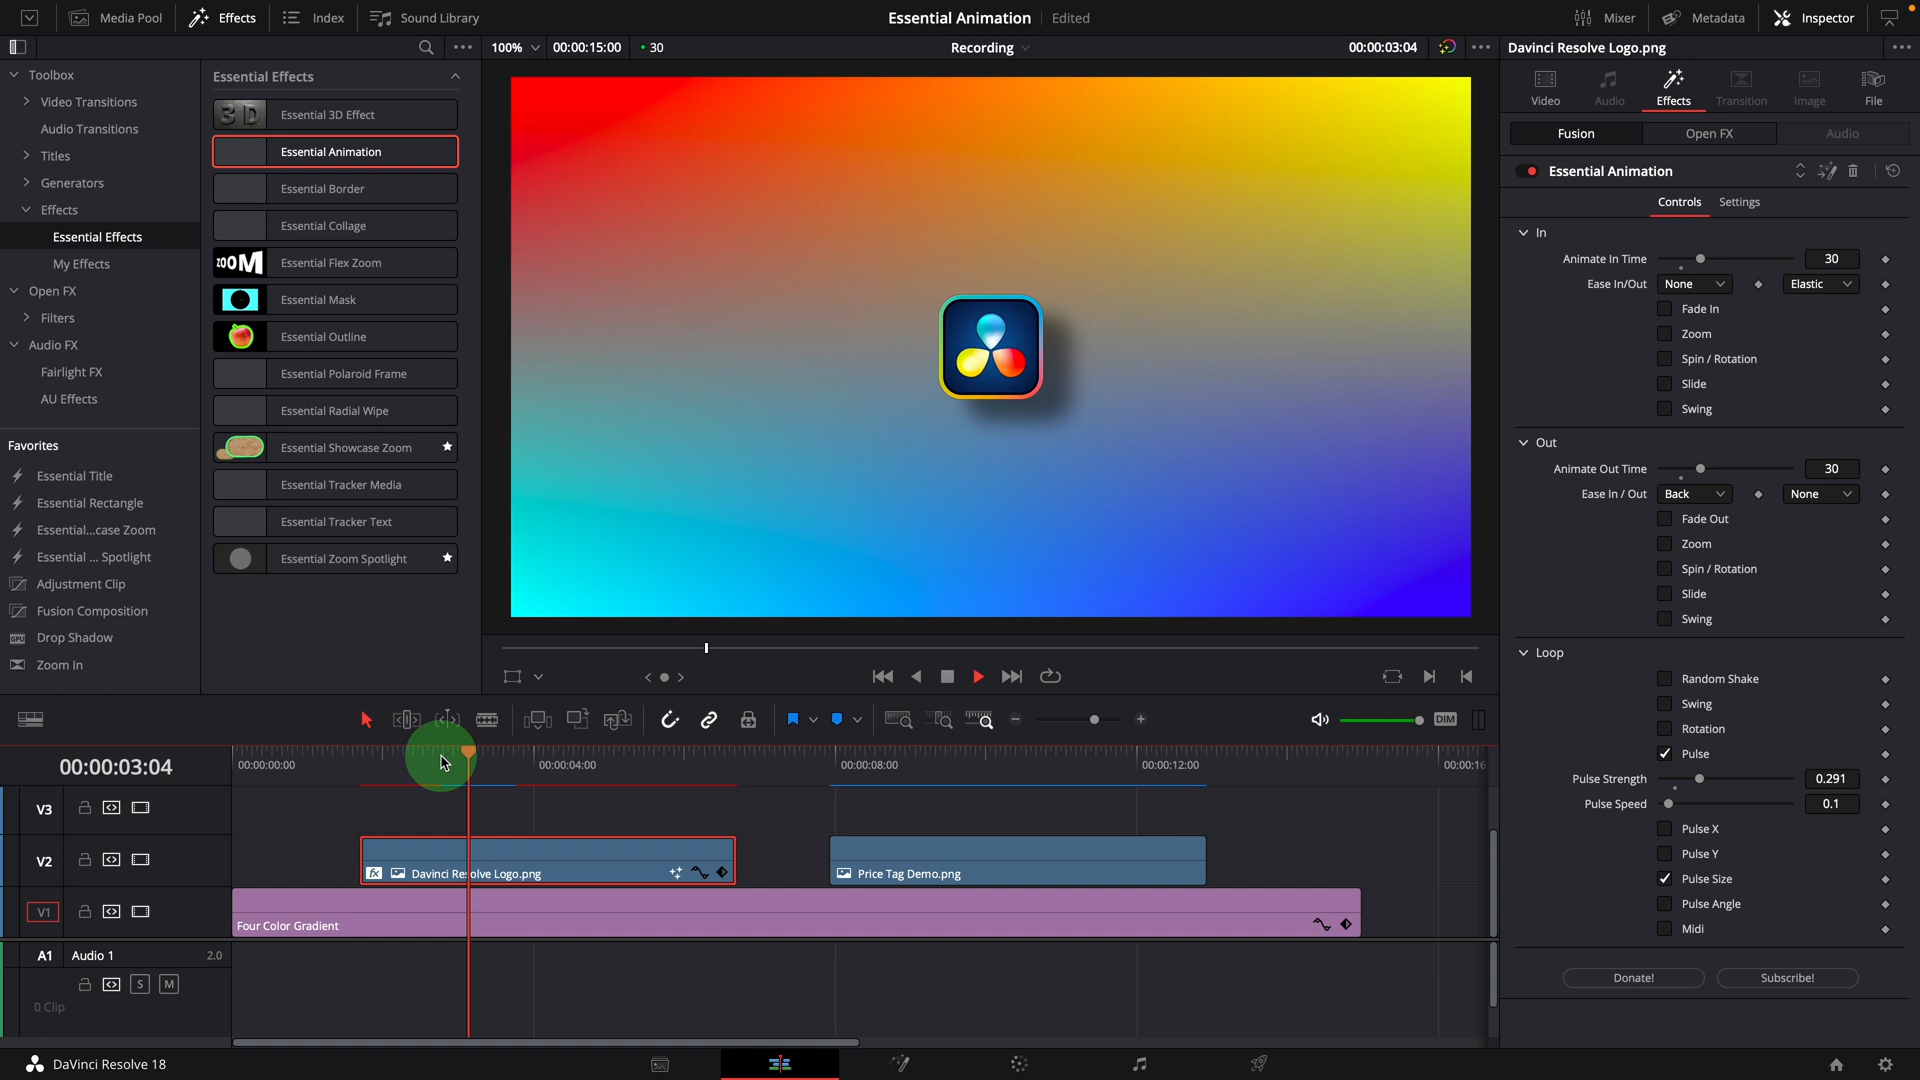 Media Pool Effects Index Sound Library Essential Animation Edited Mixer Metadata Inspector
100% 00:00:15:00 30 Recording 00:00:03:04 Davinci Resolve Logo.png
Toolbox
Video Transitions
Audio Transitions
Titles
Generators
Effects
Essential Effects
My Effects
Open FX
Filters
Audio FX
Fairlight FX
AU Effects
Favorites
Essential Title
Essential Rectangle
Essential...case Zoom
Essential ... Spotlight
Adjustment Clip
Fusion Composition
GPU Drop Shadow
Zoom In
Essential Effects
3D Essential 3D Effect
Essential Animation
Essential Border
Essential Collage
ZOOM Essential Flex Zoom
Essential Mask
Essential Outline
Essential Polaroid Frame
Essential Radial Wipe
Essential Showcase Zoom
Essential Tracker Media
Essential Tracker Text
Essential Zoom Spotlight
Video Audio Effects Transition Image File
Fusion Open FX Audio
Essential Animation
Controls Settings
In
Animate In Time 30
Ease In/Out None Elastic
Fade In
Zoom
Spin / Rotation
Slide
Swing
Out
Animate Out Time 30
Ease In / Out Back None
Fade Out
Zoom
Spin / Rotation
Slide
Swing
Loop
Random Shake
Swing
Rotation
Pulse
Pulse Strength 0.291
Pulse Speed 0.1
Pulse X
Pulse Y
Pulse Size
Pulse Angle
Midi
Donate! Subscribe!
DIM
00:00:03:04 00:00:00:00 00:00:04:00 00:00:08:00 00:00:12:00 00:00:16
V3
V2 fx Davinci Resolve Logo.png Price Tag Demo.png
V1 Four Color Gradient
A1 Audio 1 2.0
S M
0 Clip
DaVinci Resolve 18